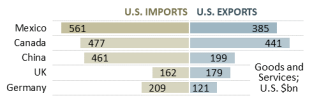 U.S. IMPORTS U.S. EXPORTS
Mexico 561 385
Canada 477 441
China 461 199
UK 162 179
Germany 209 121
Goods and
Services;
U.S. $bn